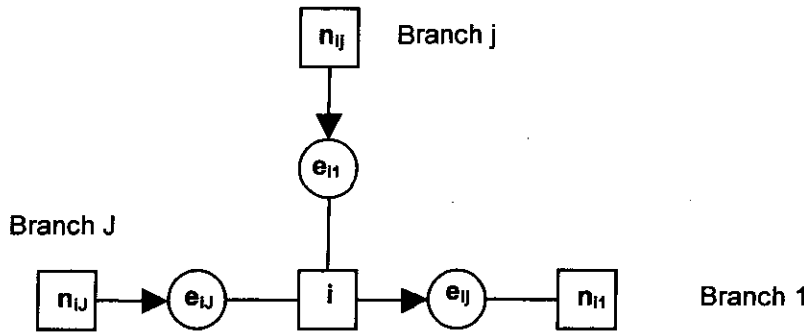 n_ij Branch j
e_i1
Branch J
n_iJ e_iJ i e_ij n_i1 Branch 1